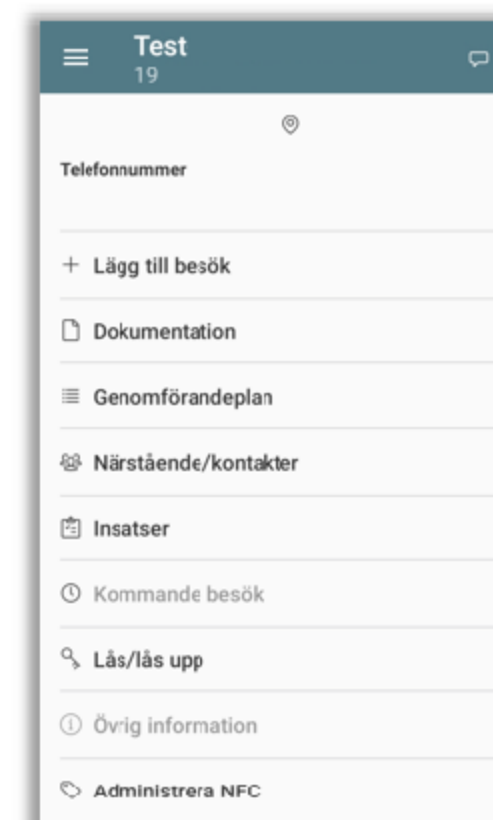 Test
19
Telefonnummer
Lägg till besök
Dokumentation
Genomförandeplan
Närstående/kontakter
Insatser
Kommande besök
Lås/lås upp
Övrig information
Administrera NFC